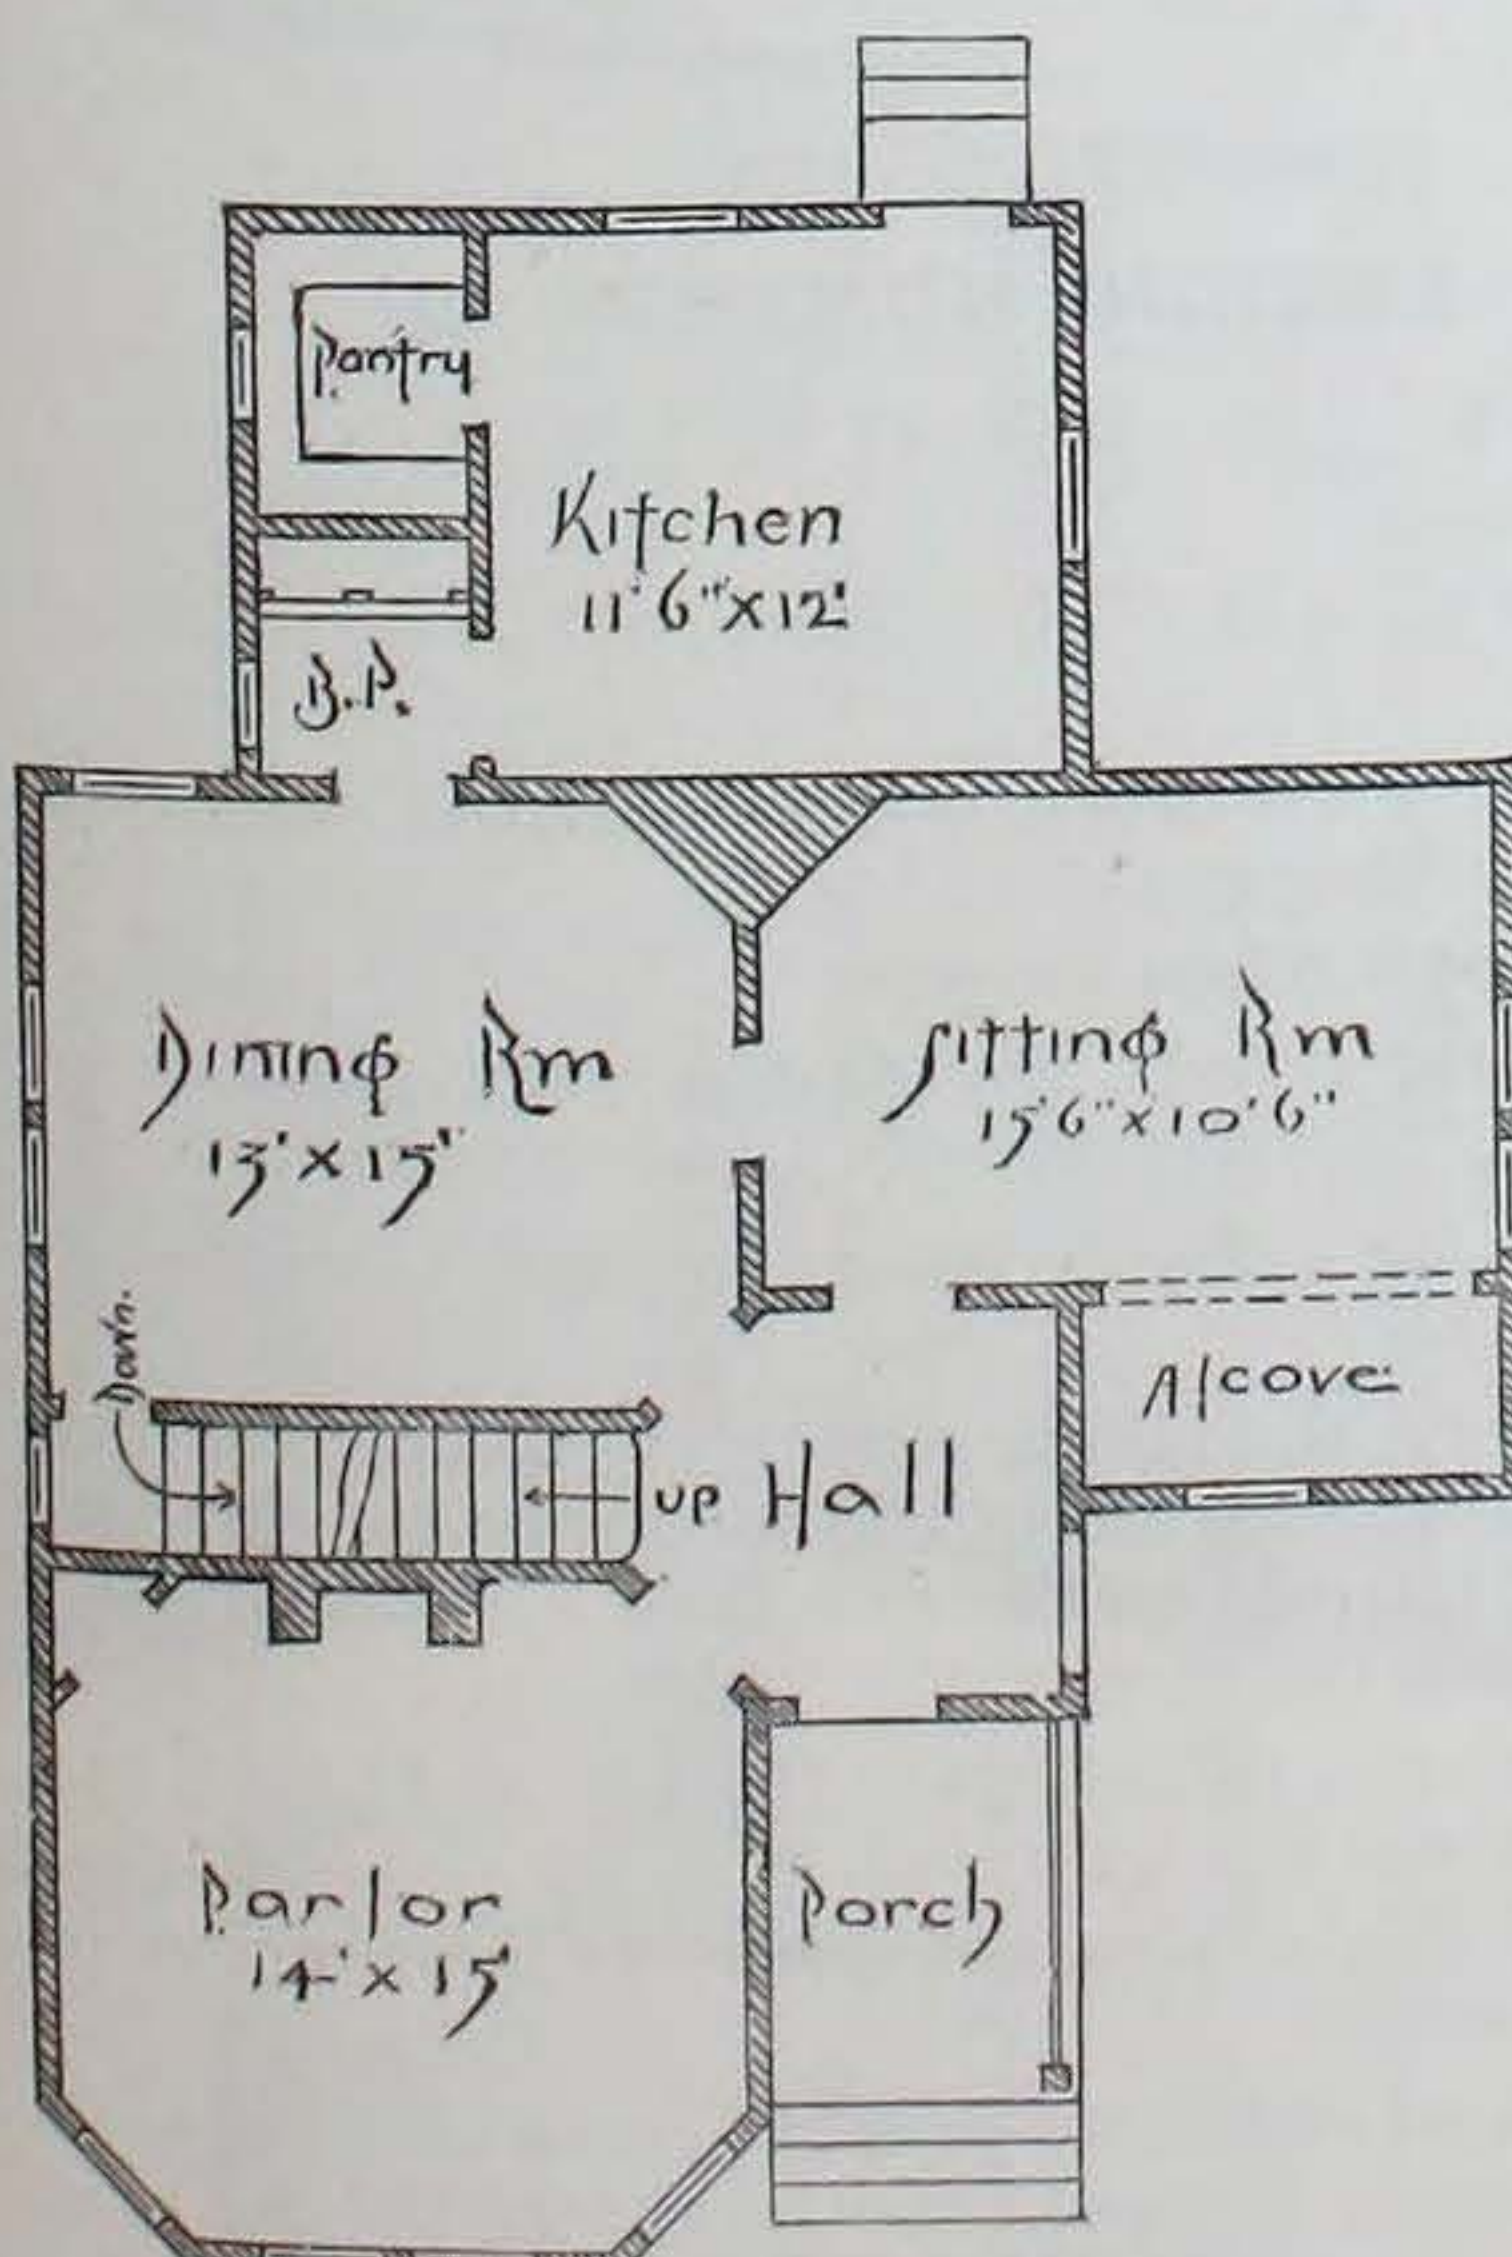 Pantry
Kitchen
11'6"x12'
B.P.
Dining Rm
13'x15'
Sitting Rm
15'6"x10'6"
Down.
Alcove
up Hall
Parlor
14'x15'
Porch